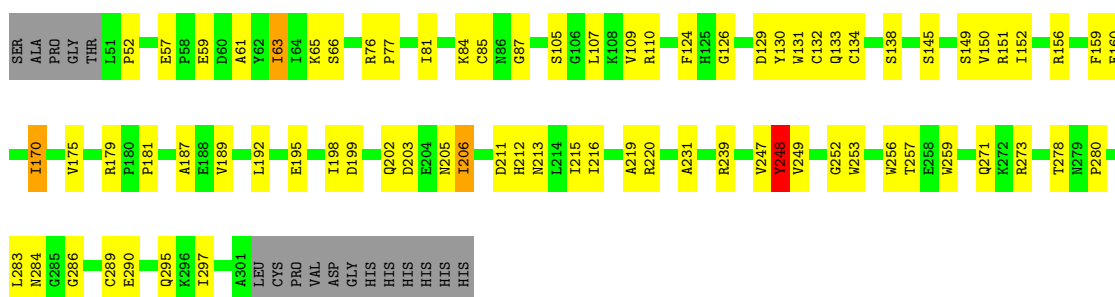 SER ALA PRO GLY THR L51 P52 E57 P58 E59 D60 A61 Y62 I63 I64 K65 S66 R76 P77 I81 K84 C85 N86 G87 S105 G106 L107 K108 V109 R110 F124 H125 G126 D129 Y130 W131 C132 Q133 C134 S138 S145 S149 V150 R151 I152 R156 F159
I170 V175 R179 P180 P181 A187 E188 V189 L192 E195 I198 D199 Q202 D203 E204 N205 I206 D211 H212 N213 L214 I215 I216 A219 R220 A231 R239 V247 Y248 V249 G252 W253 W256 T257 E258 W259 Q271 K272 R273 T278 N279 P280
L283 N284 G285 G286 C289 E290 Q295 K296 I297 A301 LEU CYS PRO VAL ASP GLY HIS HIS HIS HIS HIS HIS